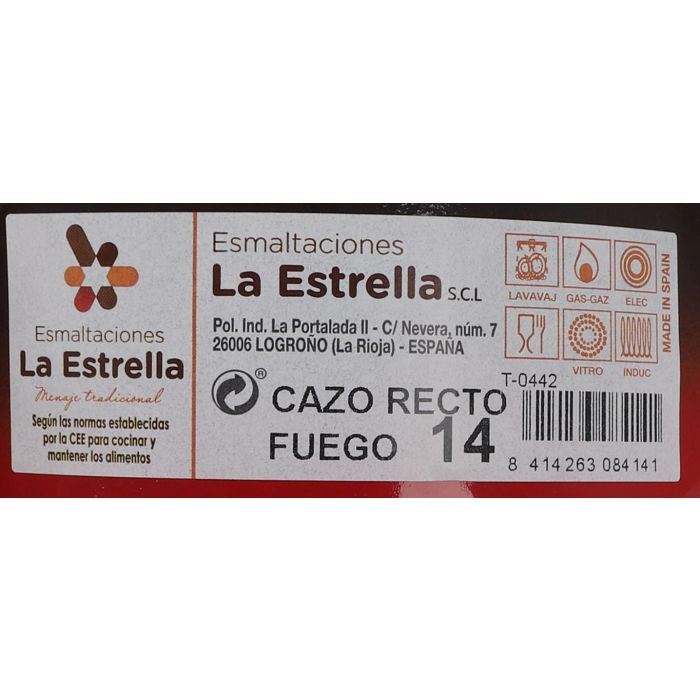 Esmaltaciones
La Estrella
Menaje tradicional
Según las normas establecidas
por la CEE para cocinar y
mantener los alimentos
Esmaltaciones
La Estrella S.C.L
Pol. Ind. La Portalada II - C/ Nevera, núm. 7
26006 LOGROÑO (La Rioja) - ESPAÑA
® CAZO RECTO
FUEGO 14
LAVAVAJ GAS-GAZ ELEC
VITRO INDUC
MADE IN SPAIN
T-0442
8 414263 084141